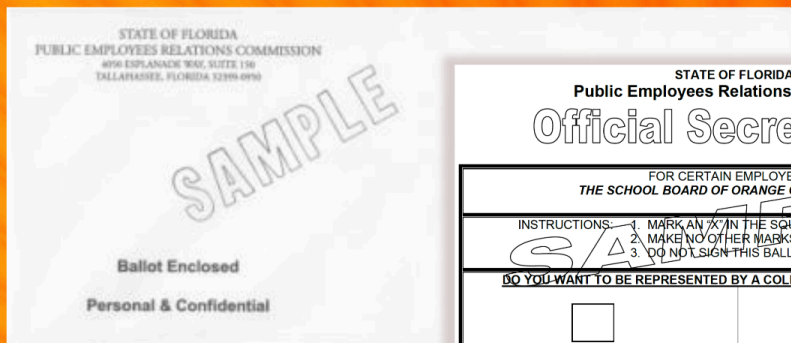 STATE OF FLORIDA
PUBLIC EMPLOYEES RELATIONS COMMISSION
4050 ESPLANADE WAY, SUITE 150
TALLAHASSEE, FLORIDA 32399-0950
SAMPLE
Ballot Enclosed
Personal & Confidential
STATE OF FLORIDA
Public Employees Relations
Official Secre
FOR CERTAIN EMPLOYE
THE SCHOOL BOARD OF ORANGE
INSTRUCTIONS: 1. MARK AN "X" IN THE SQU
2. MAKE NO OTHER MARKS
3. DO NOT SIGN THIS BALL
SAMP
DO YOU WANT TO BE REPRESENTED BY A COLL